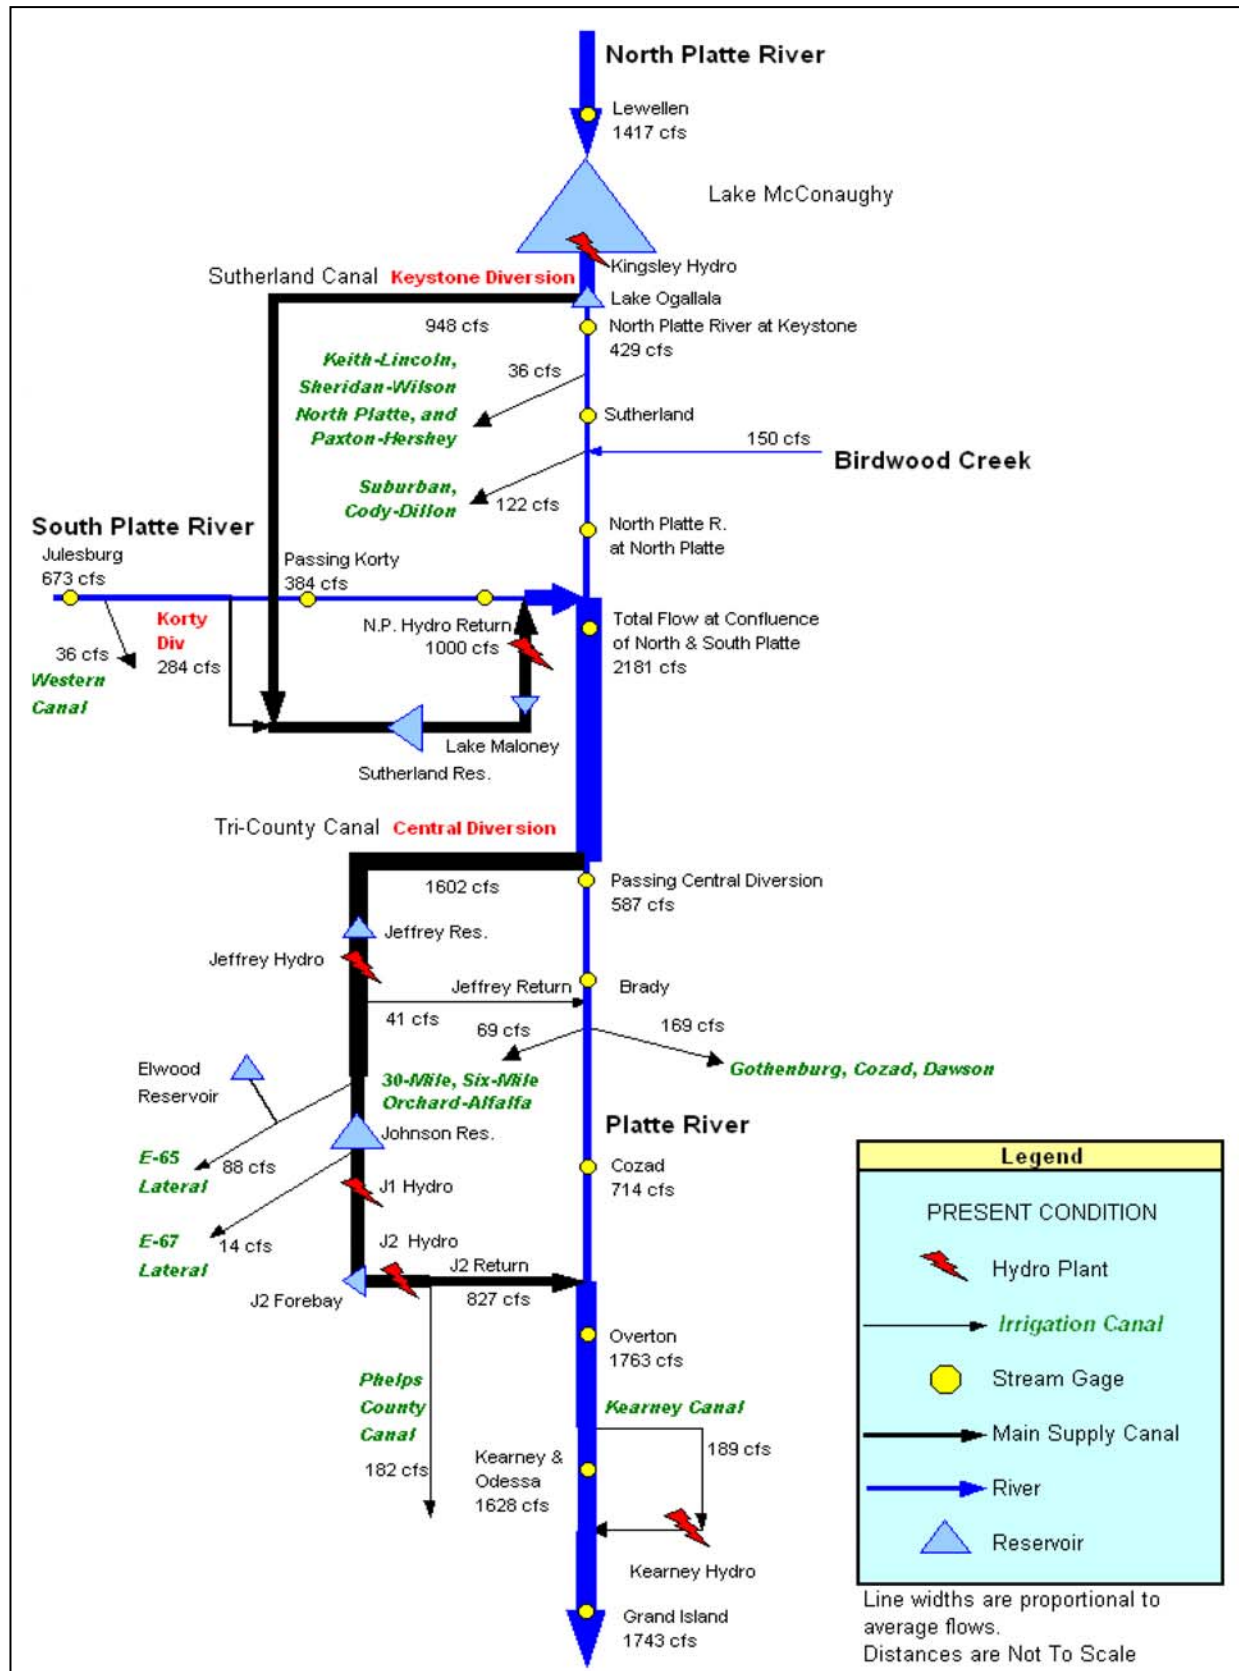 North Platte River
Lewellen
1417 cfs
Lake McConaughy
Kingsley Hydro
Sutherland Canal Keystone Diversion
Lake Ogallala
948 cfs
North Platte River at Keystone
429 cfs
Keith-Lincoln,
Sheridan-Wilson
North Platte, and
Paxton-Hershey
36 cfs
Sutherland
150 cfs
Birdwood Creek
Suburban,
Cody-Dillon
122 cfs
North Platte R.
at North Platte
South Platte River
Julesburg
673 cfs
Passing Korty
384 cfs
Korty
Div
284 cfs
36 cfs
Western
Canal
N.P. Hydro Return
1000 cfs
Total Flow at Confluence
of North & South Platte
2181 cfs
Lake Maloney
Sutherland Res.
Tri-County Canal Central Diversion
1602 cfs
Passing Central Diversion
587 cfs
Jeffrey Res.
Jeffrey Hydro
Jeffrey Return
41 cfs
Brady
69 cfs
169 cfs
30-Mile, Six-Mile
Orchard-Alfalfa
Gothenburg, Cozad, Dawson
Elwood
Reservoir
Johnson Res.
Platte River
E-65
Lateral
88 cfs
Cozad
714 cfs
J1 Hydro
E-67
Lateral
14 cfs
J2 Hydro
J2 Return
827 cfs
J2 Forebay
Overton
1763 cfs
Phelps
County
Canal
182 cfs
Kearney Canal
189 cfs
Kearney &
Odessa
1628 cfs
Kearney Hydro
Grand Island
1743 cfs
Legend
PRESENT CONDITION
Hydro Plant
Irrigation Canal
Stream Gage
Main Supply Canal
River
Reservoir
Line widths are proportional to
average flows.
Distances are Not To Scale